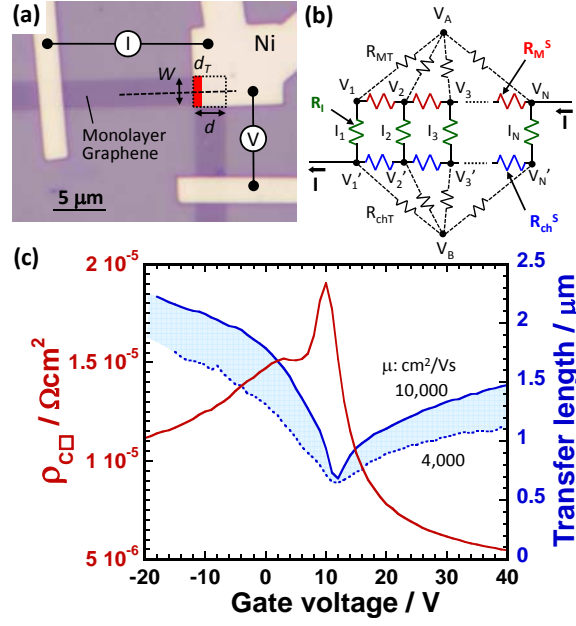 (a)
I
Ni
d_T
W
d
V
Monolayer
Graphene
5 μm
(b)
V_A
R_MT
R_M^S
V_1
V_2
V_3
V_N
R_I
I_1
I_2
I_3
I_N
I
I
V_1'
V_2'
V_3'
V_N'
R_chT
R_ch^S
V_B
(c)
2 10^-5
1.5 10^-5
1 10^-5
5 10^-6
ρ_C□ / Ωcm^2
μ: cm^2/Vs
10,000
4,000
2.5
2
1.5
1
0.5
0
Transfer length / μm
-20
-10
0
10
20
30
40
Gate voltage / V